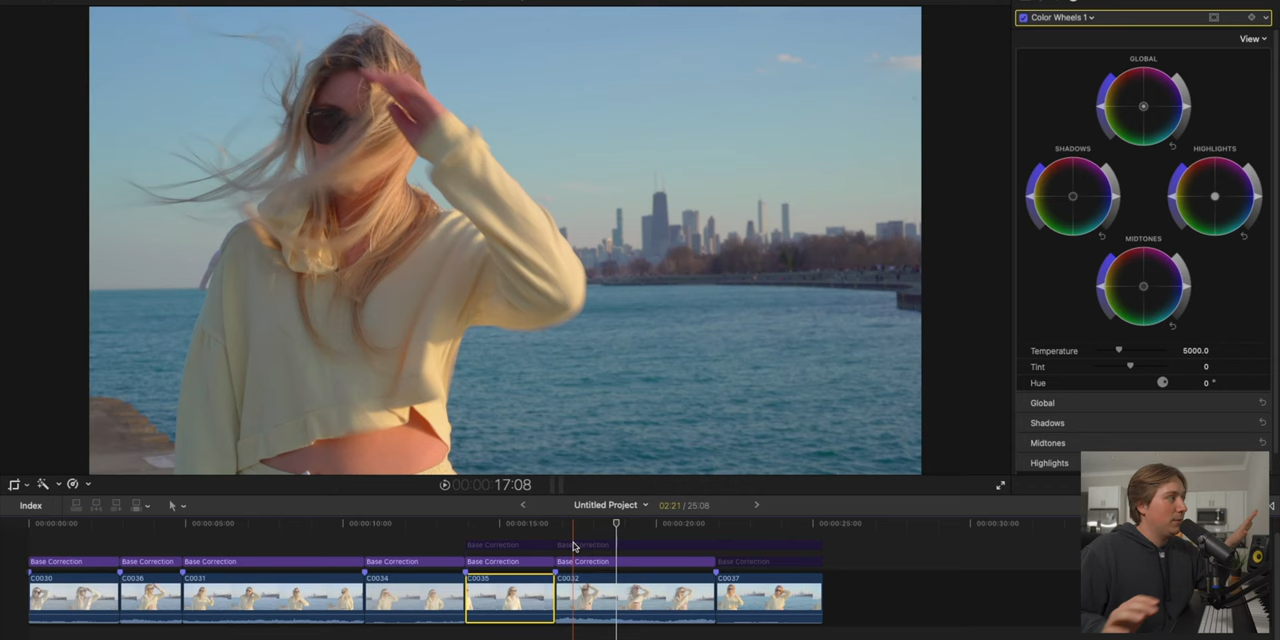 Color Wheels 1
View
GLOBAL
SHADOWS
HIGHLIGHTS
MIDTONES
Temperature 5000.0
Tint 0
Hue 0 °
Global
Shadows
Midtones
Highlights
00:00:00:17:08
Index
Untitled Project
02:21 / 25:08
00:00:00:00
00:00:05:00
00:00:10:00
00:00:15:00
00:00:20:00
00:00:25:00
00:00:30:00
Base Correction Base Correction
Base Correction Base Correction Base Correction Base Correction Base Correction Base Correction Base Correction
C0030 C0036 C0031 C0034 C0035 C0032 C0037